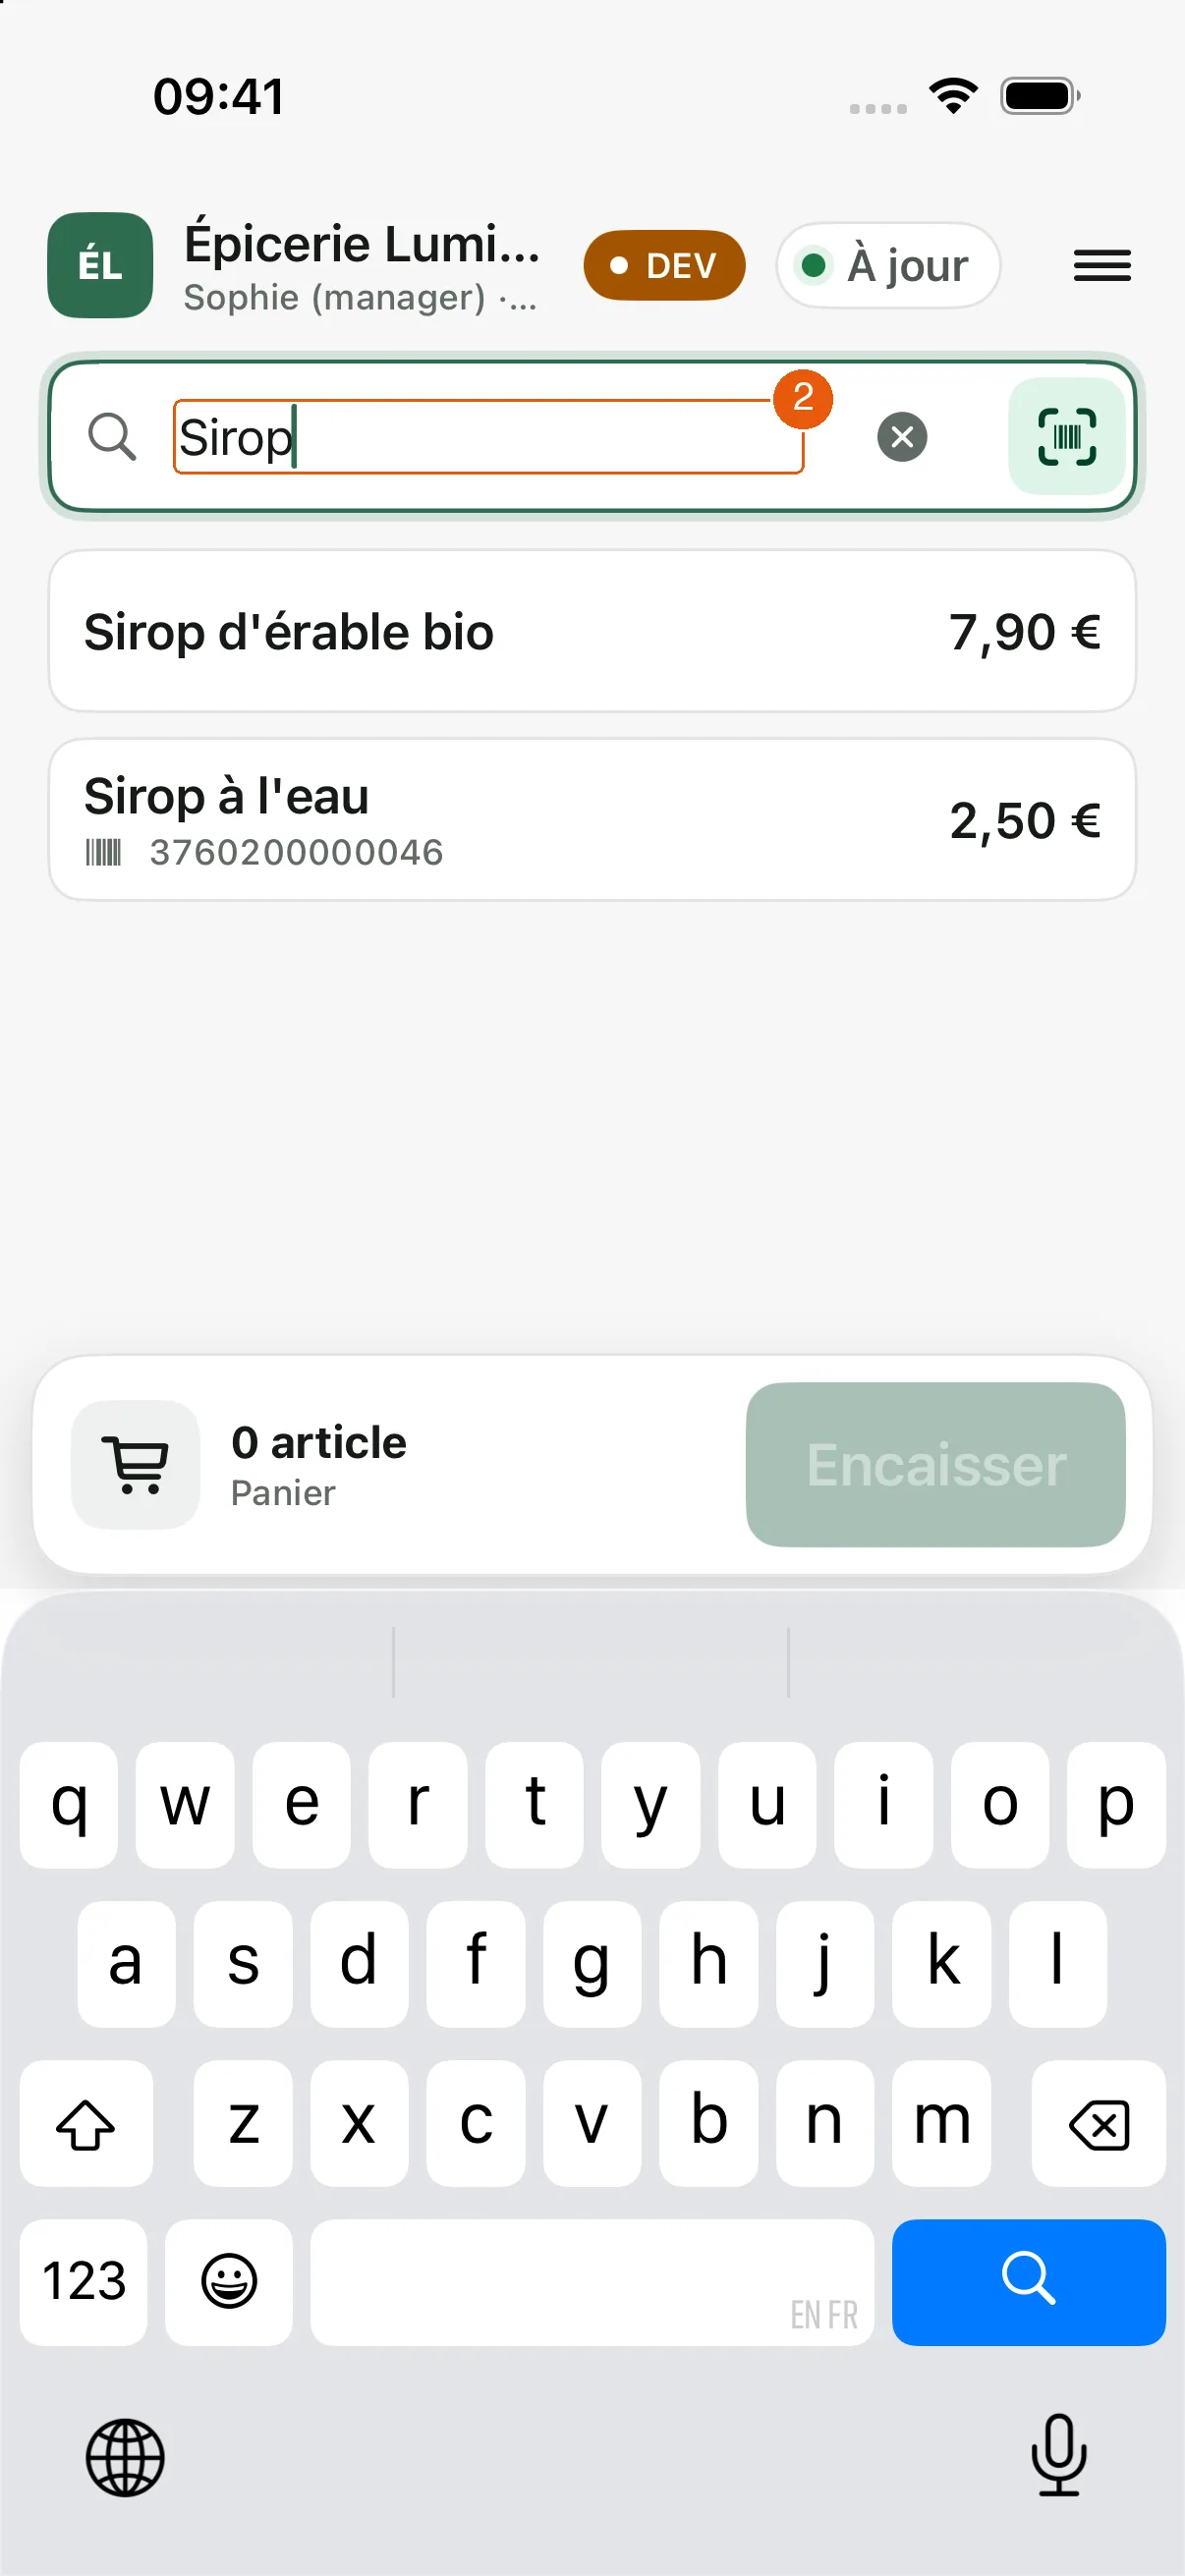 09:41
ÉL
Épicerie Lumi...
Sophie (manager) ·...
DEV
À jour
Sirop
2
Sirop d'érable bio
7,90 €
Sirop à l'eau
3760200000046
2,50 €
0 article
Panier
Encaisser
q w e r t y u i o p
a s d f g h j k l
z x c v b n m
123
EN FR